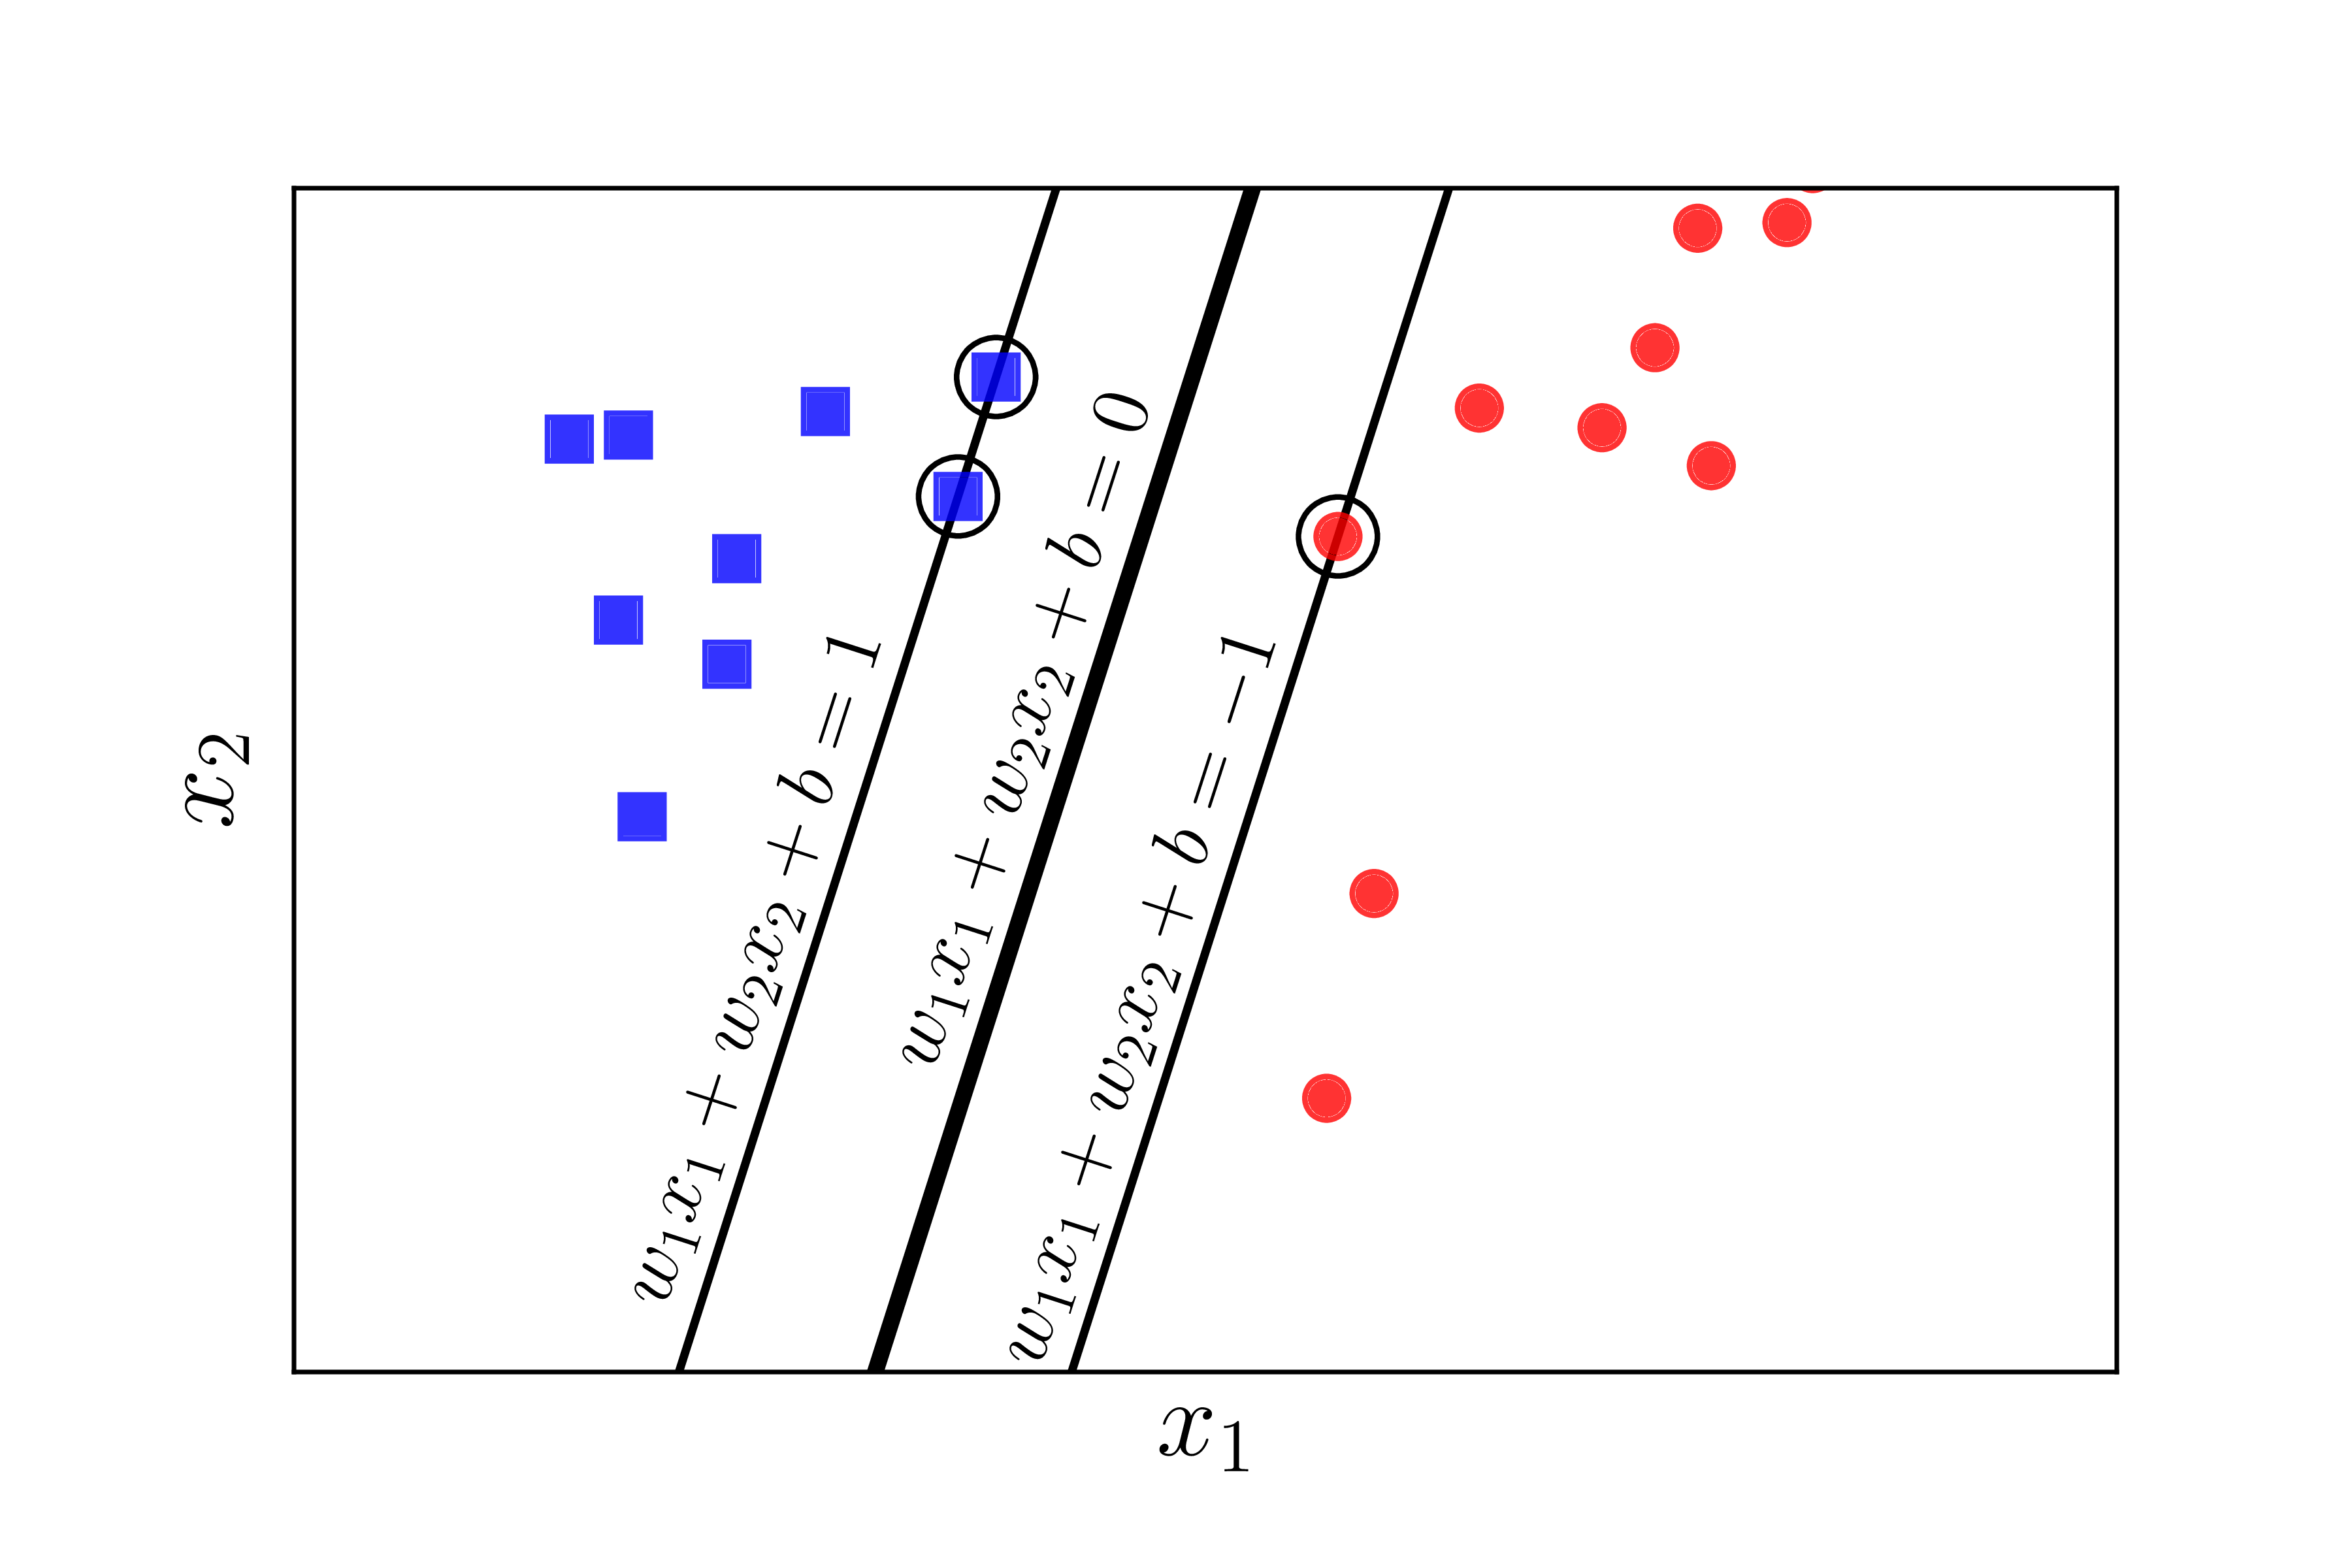 x₂
w₁x₁ + w₂x₂ + b = 1
w₁x₁ + w₂x₂ + b = 0
w₁x₁ + w₂x₂ + b = −1
x₁